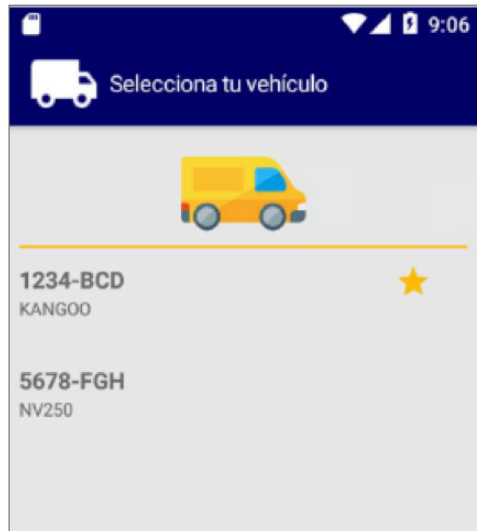 9:06
Selecciona tu vehículo
1234-BCD
KANGOO
5678-FGH
NV250